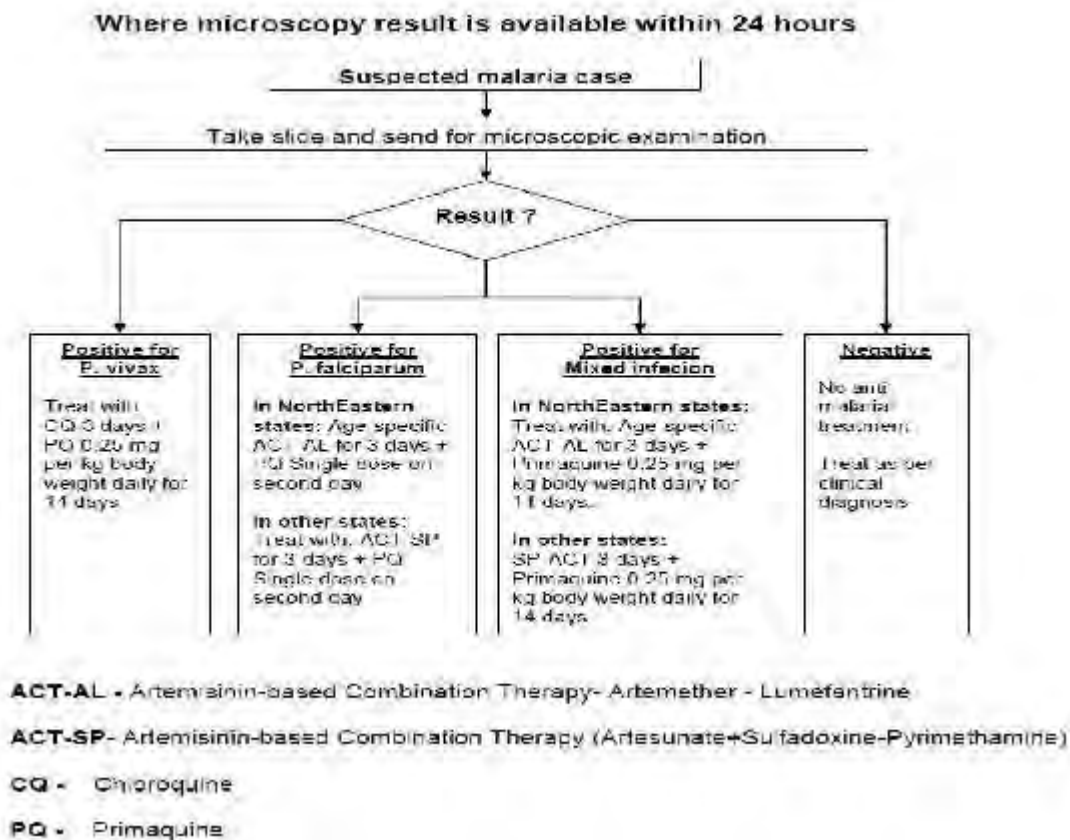 Where microscopy result is available within 24 hours
Suspected malaria case
Take slide and send for microscopic examination
Result ?
Positive for
P. vivax
Treat with
CQ 3 days +
PQ 0.25 mg
per kg body
weight daily for
14 days
Positive for
P. falciparum
In NorthEastern
states: Age specific
ACT-AL for 3 days +
PQ Single dose on
second day
In other states:
Treat with: ACT-SP
for 3 days + PQ
Single dose on
second day
Positive for
Mixed infecion
In NorthEastern states:
Treat with: Age specific
ACT-AL for 3 days +
Primaquine 0.25 mg per
kg body weight daily for
14 days.
In other states:
SP-ACT 3 days +
Primaquine 0.25 mg per
kg body weight daily for
14 days
Negative
No anti
malarial
treatment
Treat as per
clinical
diagnosis
ACT-AL - Artemisinin-based Combination Therapy- Artemether - Lumefantrine
ACT-SP- Artemisinin-based Combination Therapy (Artesunate+Sulfadoxine-Pyrimethamine)
CQ - Chloroquine
PQ - Primaquine